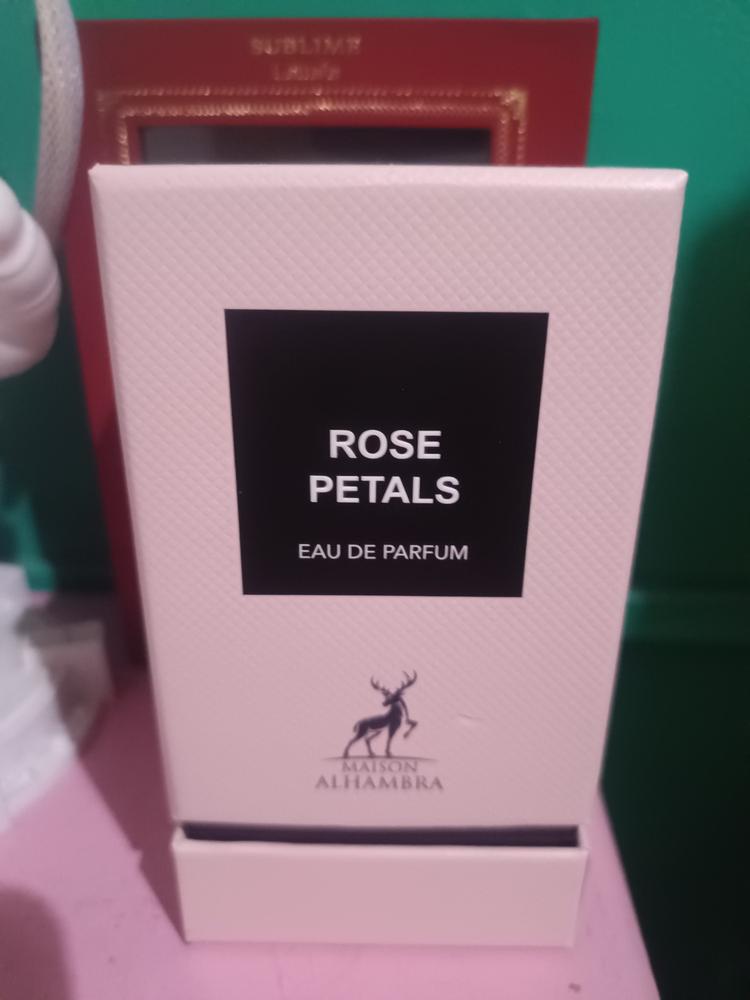 SUBLIME
ROSE
PETALS
EAU DE PARFUM
MAISON
ALHAMBRA